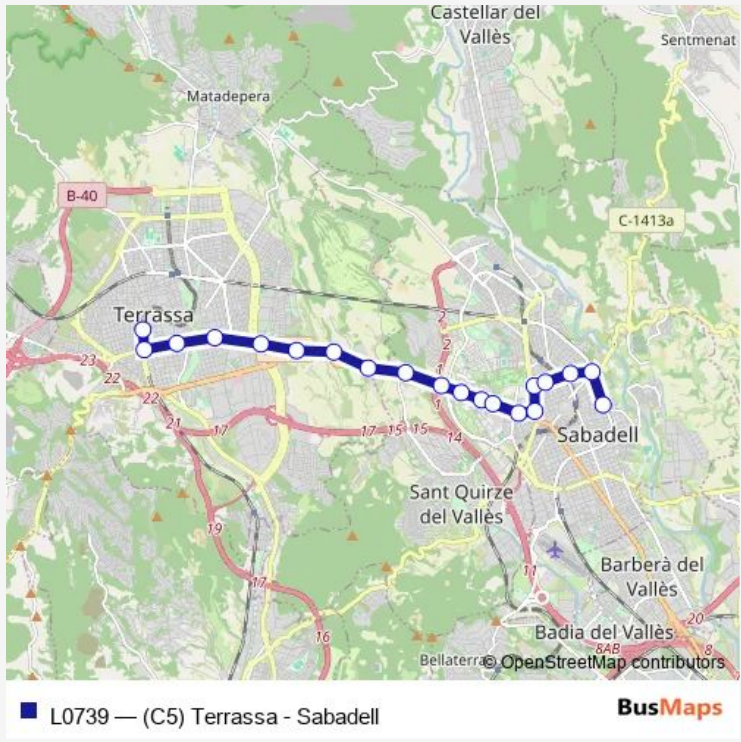 Castellar del
Vallès
Sentmenat
Matadepera
B-40
C-1413a
Terrassa
2
2
1
1
23
22
22
21
17
17
15
15
14
Sabadell
Sant Quirze
del Vallès
19
17
11
Barberà del
Vallès
16
20
Badia del Vallès
8AB
8
Bellaterra
© OpenStreetMap contributors
L0739 — (C5) Terrassa - Sabadell
BusMaps